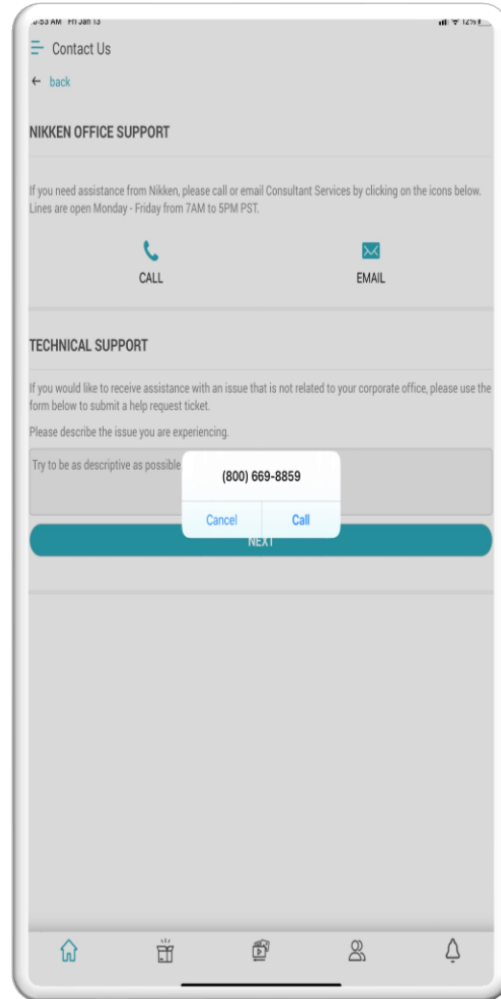 Contact Us
back
NIKKEN OFFICE SUPPORT
If you need assistance from Nikken, please call or email Consultant Services by clicking on the icons below.
Lines are open Monday - Friday from 7AM to 5PM PST.
CALL
EMAIL
TECHNICAL SUPPORT
If you would like to receive assistance with an issue that is not related to your corporate office, please use the
form below to submit a help request ticket.
Please describe the issue you are experiencing.
Try to be as descriptive as possible
(800) 669-8859
Cancel
Call
NEXT